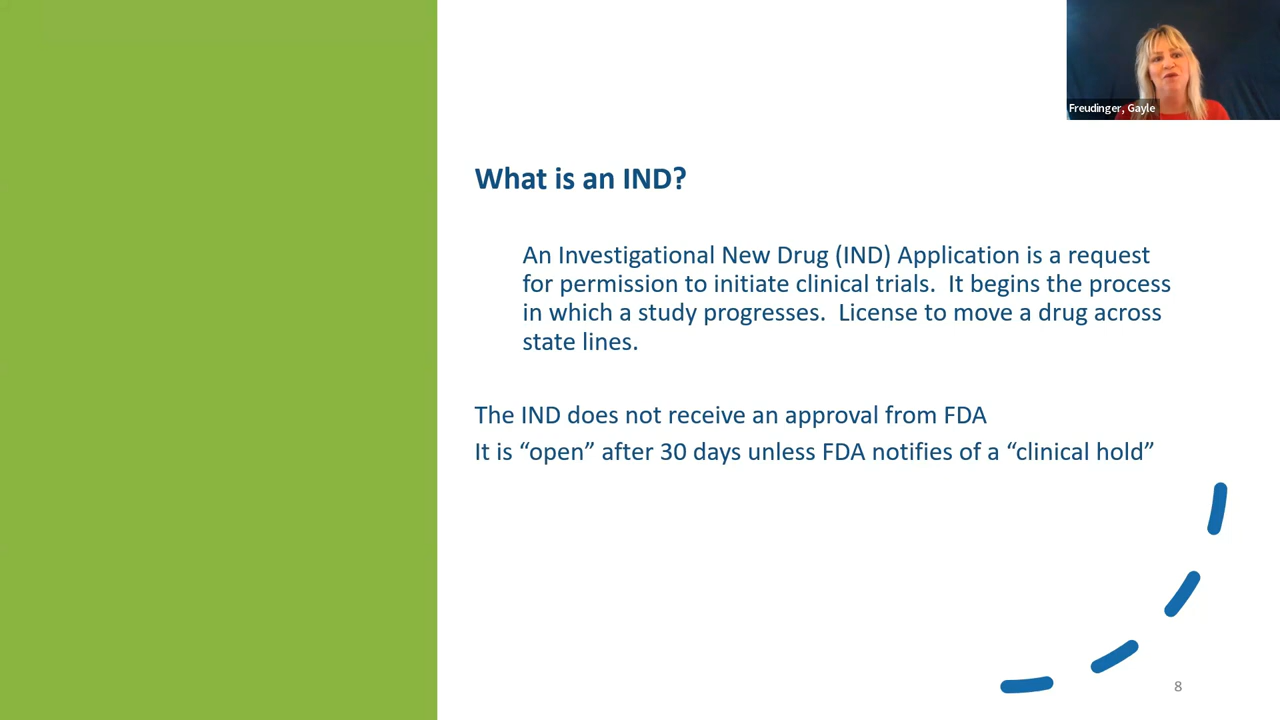 Freudinger, Gayle
What is an IND?
An Investigational New Drug (IND) Application is a request
for permission to initiate clinical trials.  It begins the process
in which a study progresses.  License to move a drug across
state lines.
The IND does not receive an approval from FDA
It is “open” after 30 days unless FDA notifies of a “clinical hold”
8